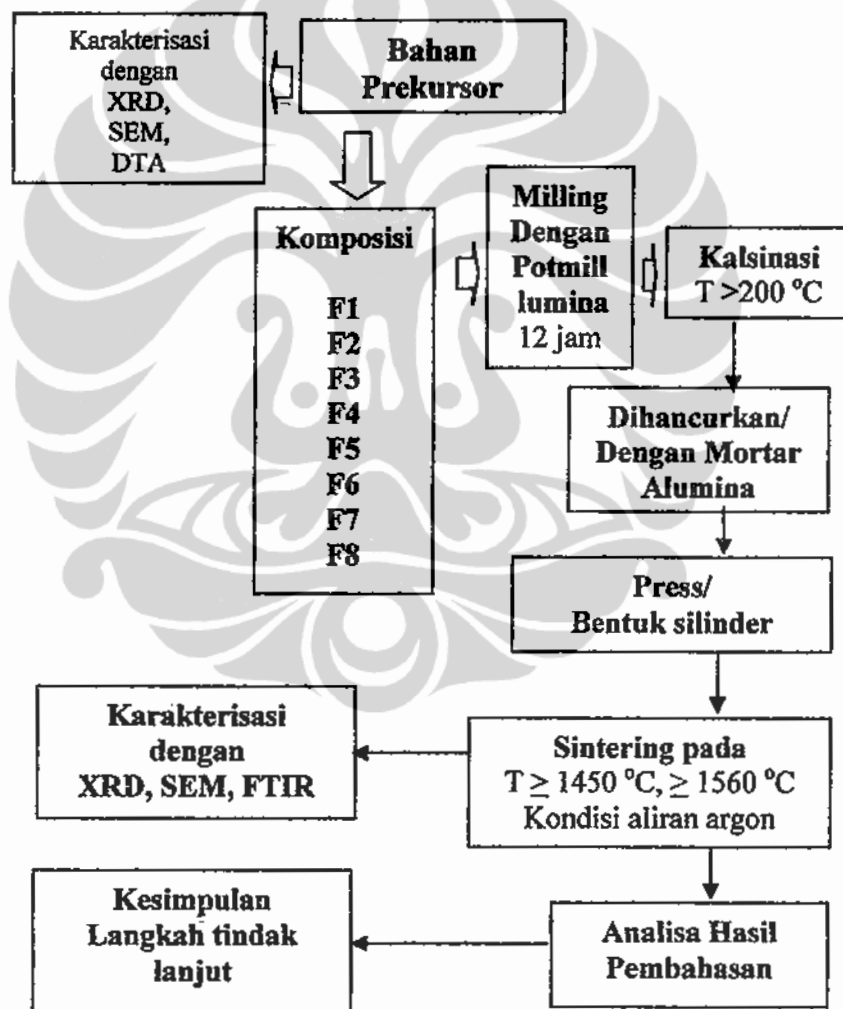 Karakterisasi
dengan
XRD,
SEM,
DTA
Bahan
Prekursor
Komposisi
F1
F2
F3
F4
F5
F6
F7
F8
Milling
Dengan
Potmill
lumina
12 jam
Kalsinasi
T >200 °C
Dihancurkan/
Dengan Mortar
Alumina
Press/
Bentuk silinder
Sintering pada
T ≥ 1450 °C, ≥ 1560 °C
Kondisi aliran argon
Karakterisasi
dengan
XRD, SEM, FTIR
Analisa Hasil
Pembahasan
Kesimpulan
Langkah tindak
lanjut